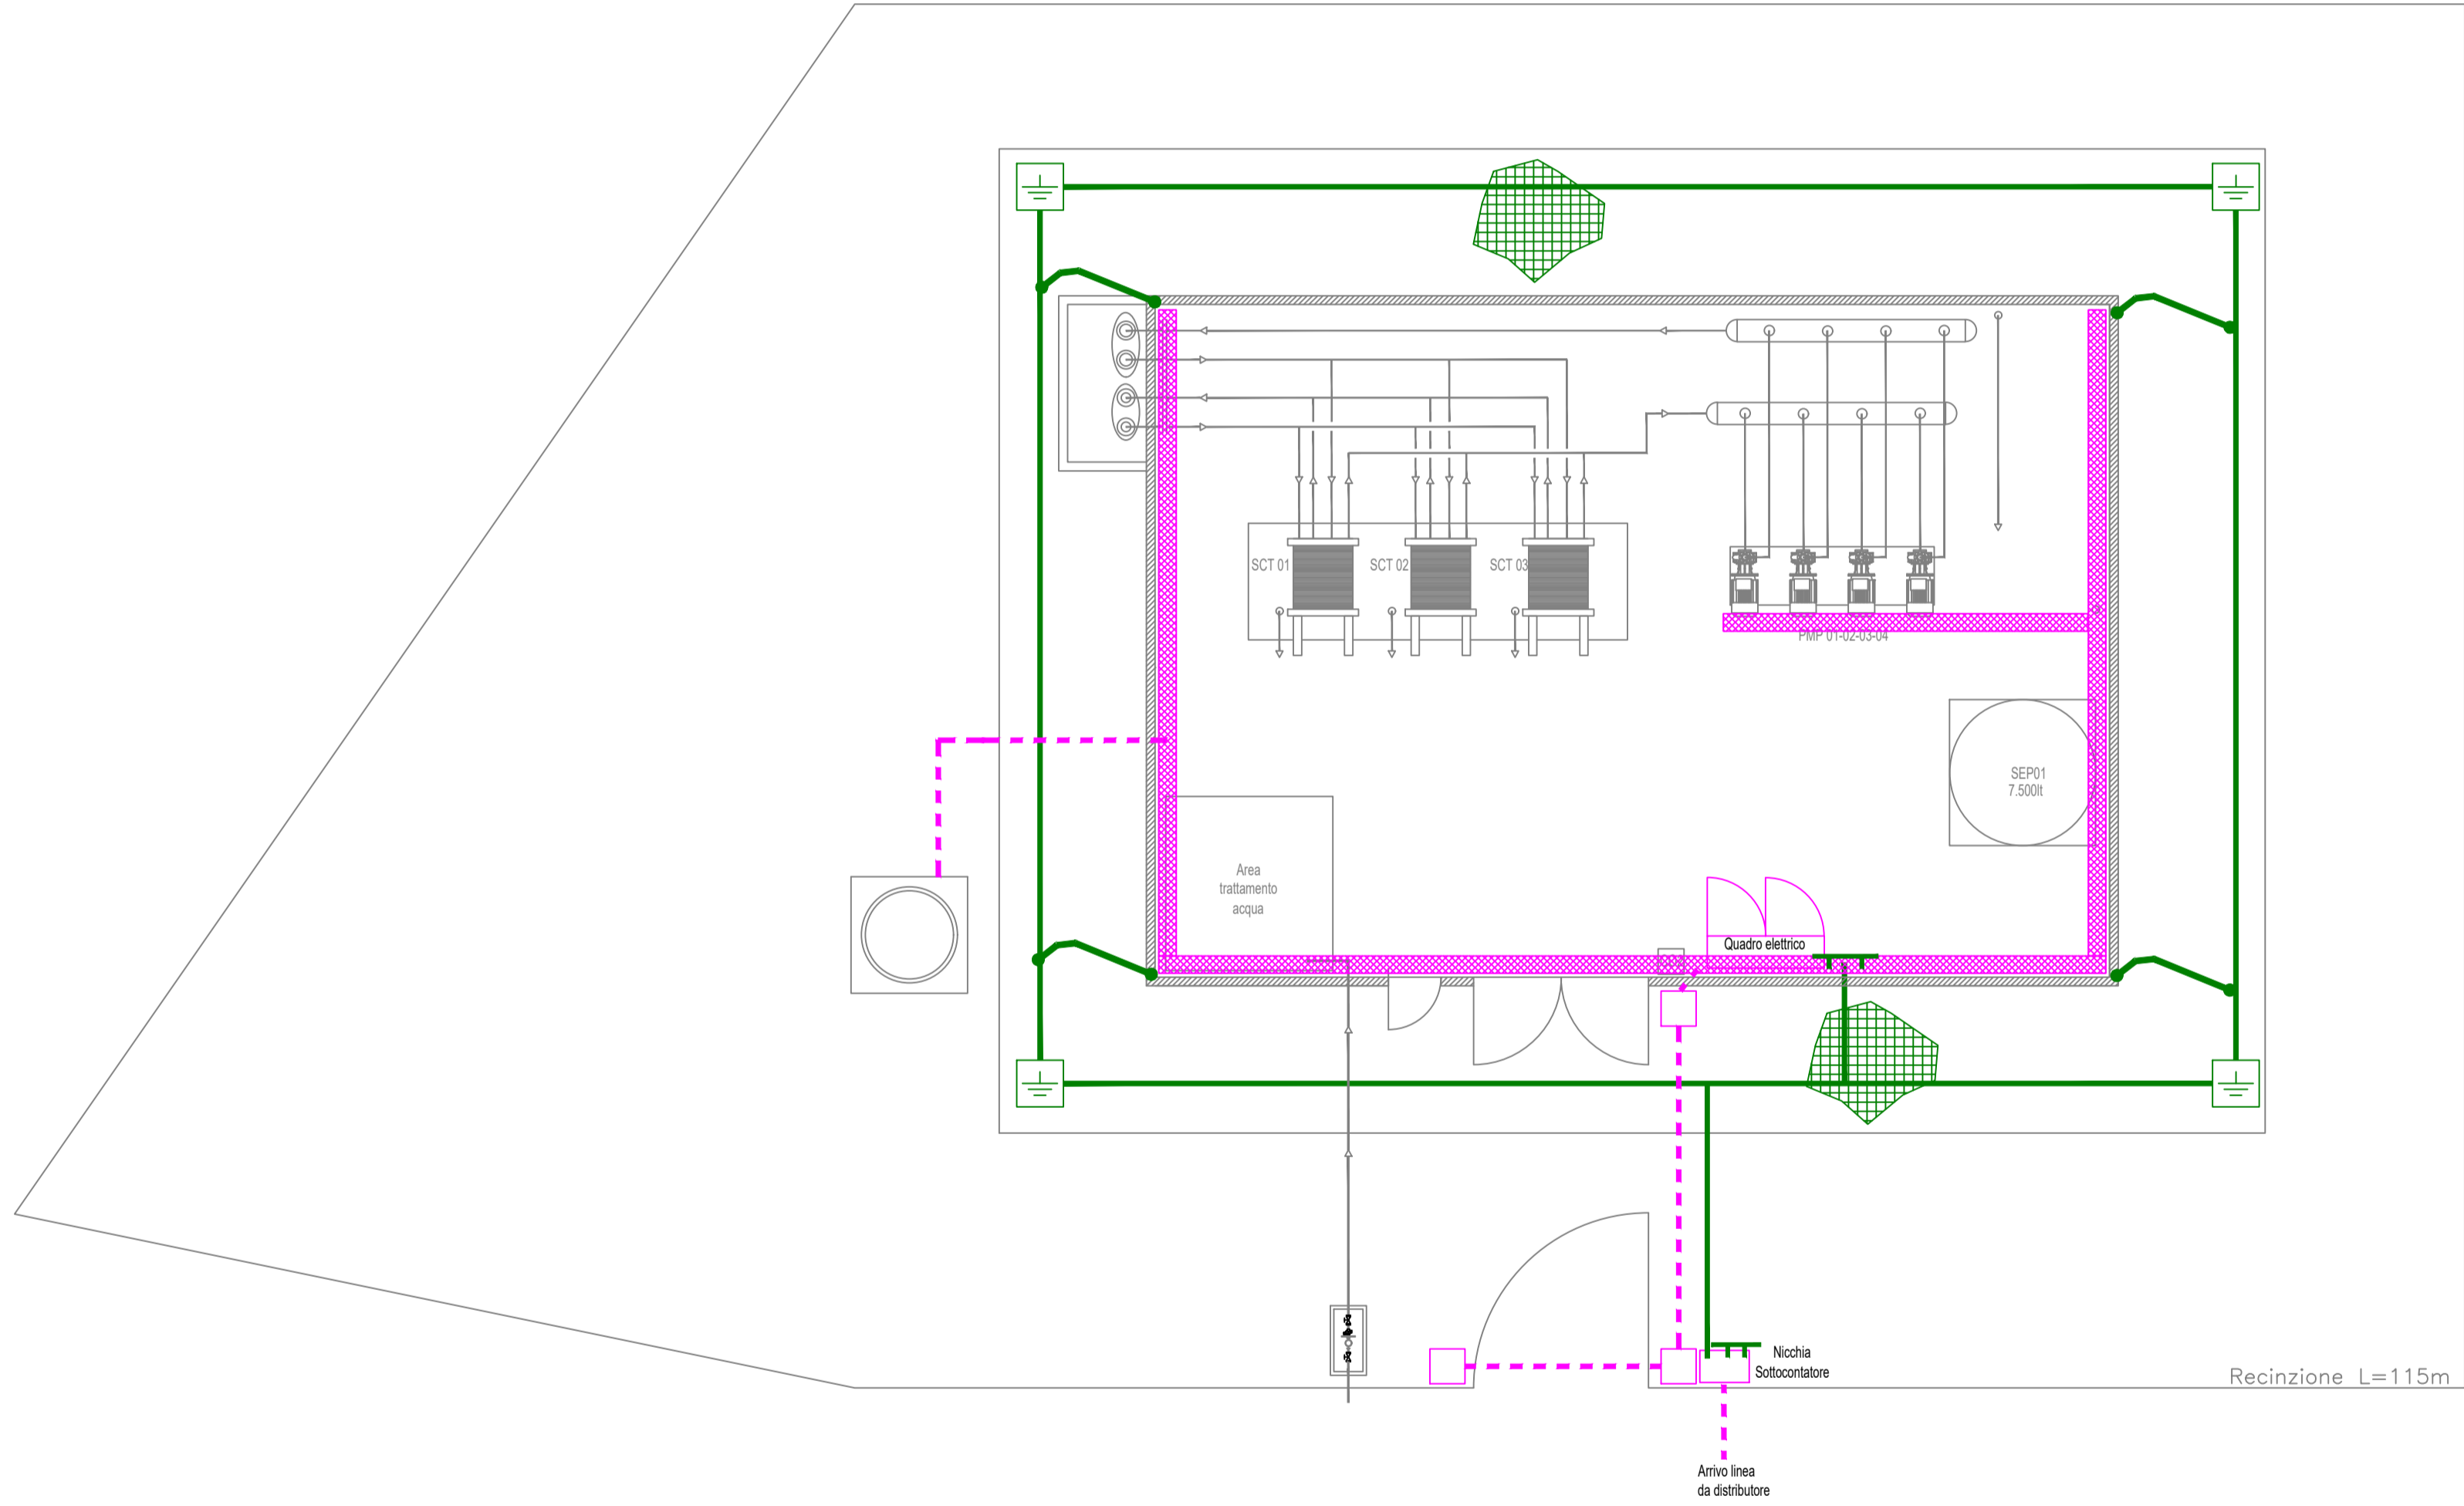 SCT 01
SCT 02
SCT 03
PMP 01-02-03-04
SEP01
7.500lt
Area
trattamento
acqua
Quadro elettrico
Nicchia
Sottocontatore
Recinzione L=115m
Arrivo linea
da distributore